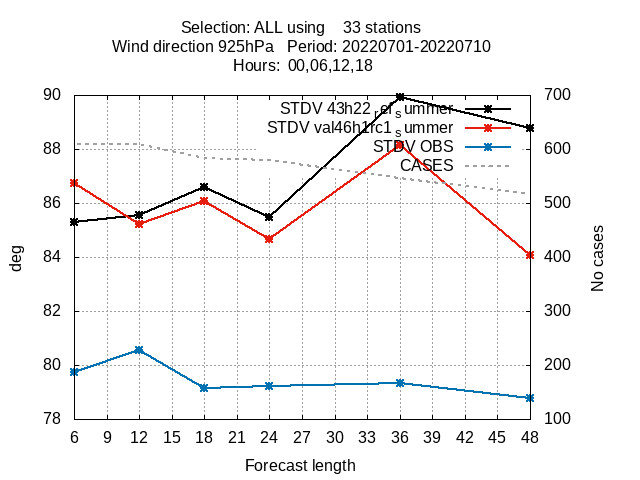 Selection: ALL using 33 stations
Wind direction 925hPa Period: 20220701-20220710
Hours: 00,06,12,18
90 700
STDV 43h22refsummer
STDV val46h1rc1summer
88 STDV OBS 600
CASES
86 500
84 400
deg
No cases
82 300
80 200
78 100
6 9 12 15 18 21 24 27 30 33 36 39 42 45 48
Forecast length